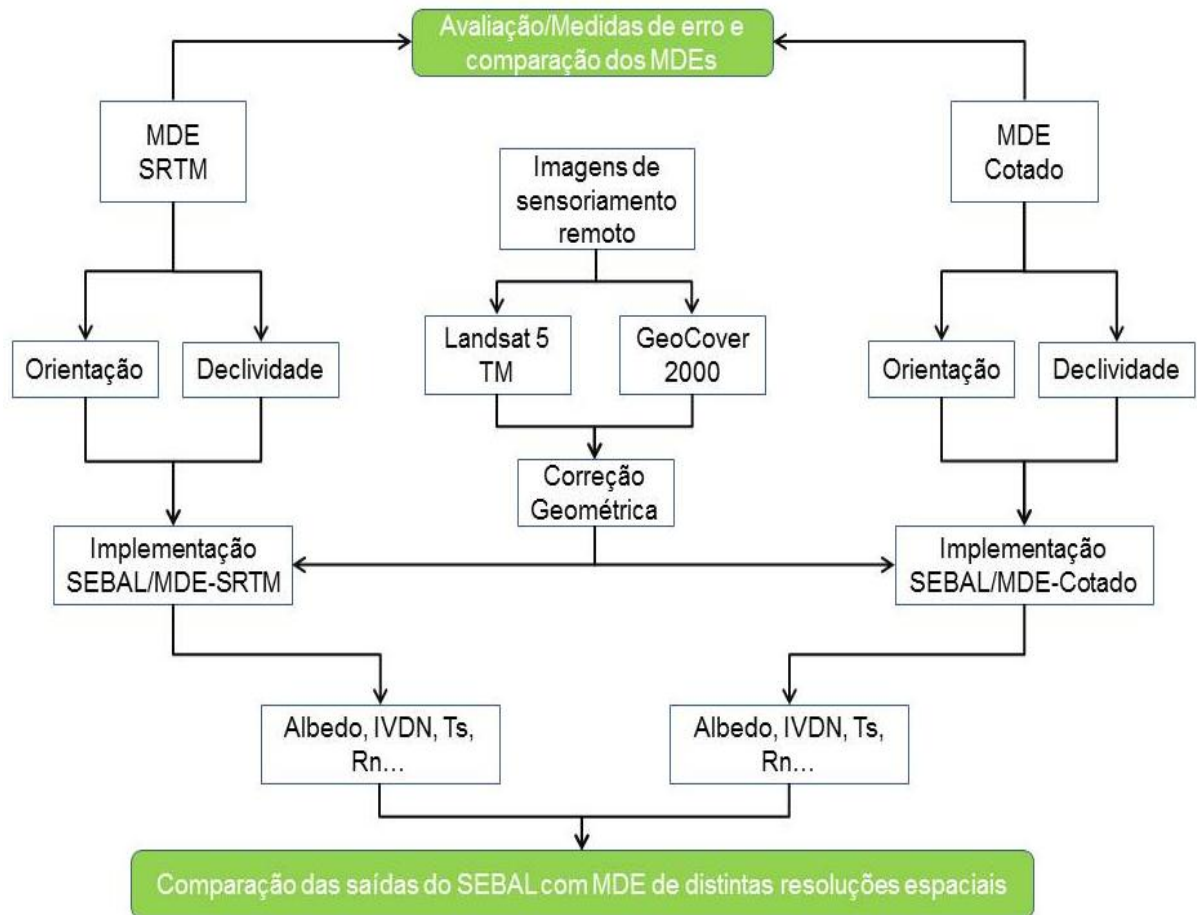 Avaliação/Medidas de erro e
comparação dos MDEs
MDE
SRTM
MDE
Cotado
Imagens de
sensoriamento
remoto
Landsat 5
TM
GeoCover
2000
Orientação
Declividade
Orientação
Declividade
Correção
Geométrica
Implementação
SEBAL/MDE-SRTM
Implementação
SEBAL/MDE-Cotado
Albedo, IVDN, Ts,
Rn...
Albedo, IVDN, Ts,
Rn...
Comparação das saídas do SEBAL com MDE de distintas resoluções espaciais